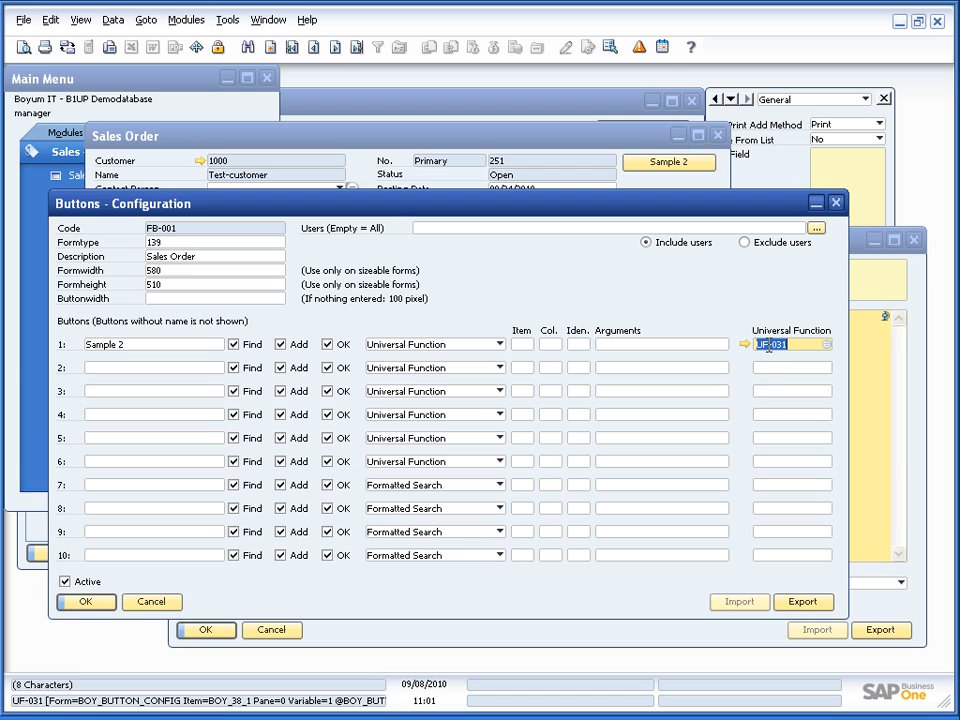 File Edit View Data Goto Modules Tools Window Help
Main Menu
Boyum IT - B1UP Demodatabase
manager
Modules
Sales
General
Print Add Method Print
From List No
Field
Sales Order
Customer 1000 No. Primary 251 Sample 2
Name Test-customer Status Open
Buttons - Configuration
Code FB-001 Users (Empty = All) ...
Formtype 139 Include users Exclude users
Description Sales Order
Formwidth 580 (Use only on sizeable forms)
Formheight 510 (Use only on sizeable forms)
Buttonwidth (If nothing entered: 100 pixel)
Buttons (Buttons without name is not shown)
Item Col. Iden. Arguments Universal Function
1: Sample 2 Find Add OK Universal Function UF-031
2: Find Add OK Universal Function
3: Find Add OK Universal Function
4: Find Add OK Universal Function
5: Find Add OK Universal Function
6: Find Add OK Universal Function
7: Find Add OK Formatted Search
8: Find Add OK Formatted Search
9: Find Add OK Formatted Search
10: Find Add OK Formatted Search
Active
OK Cancel Import Export
OK Cancel Import Export
(8 Characters) 09/08/2010
UF-031 [Form=BOY_BUTTON_CONFIG Item=BOY_38_1 Pane=0 Variable=1 @BOY_BUT 11:01
SAP Business One